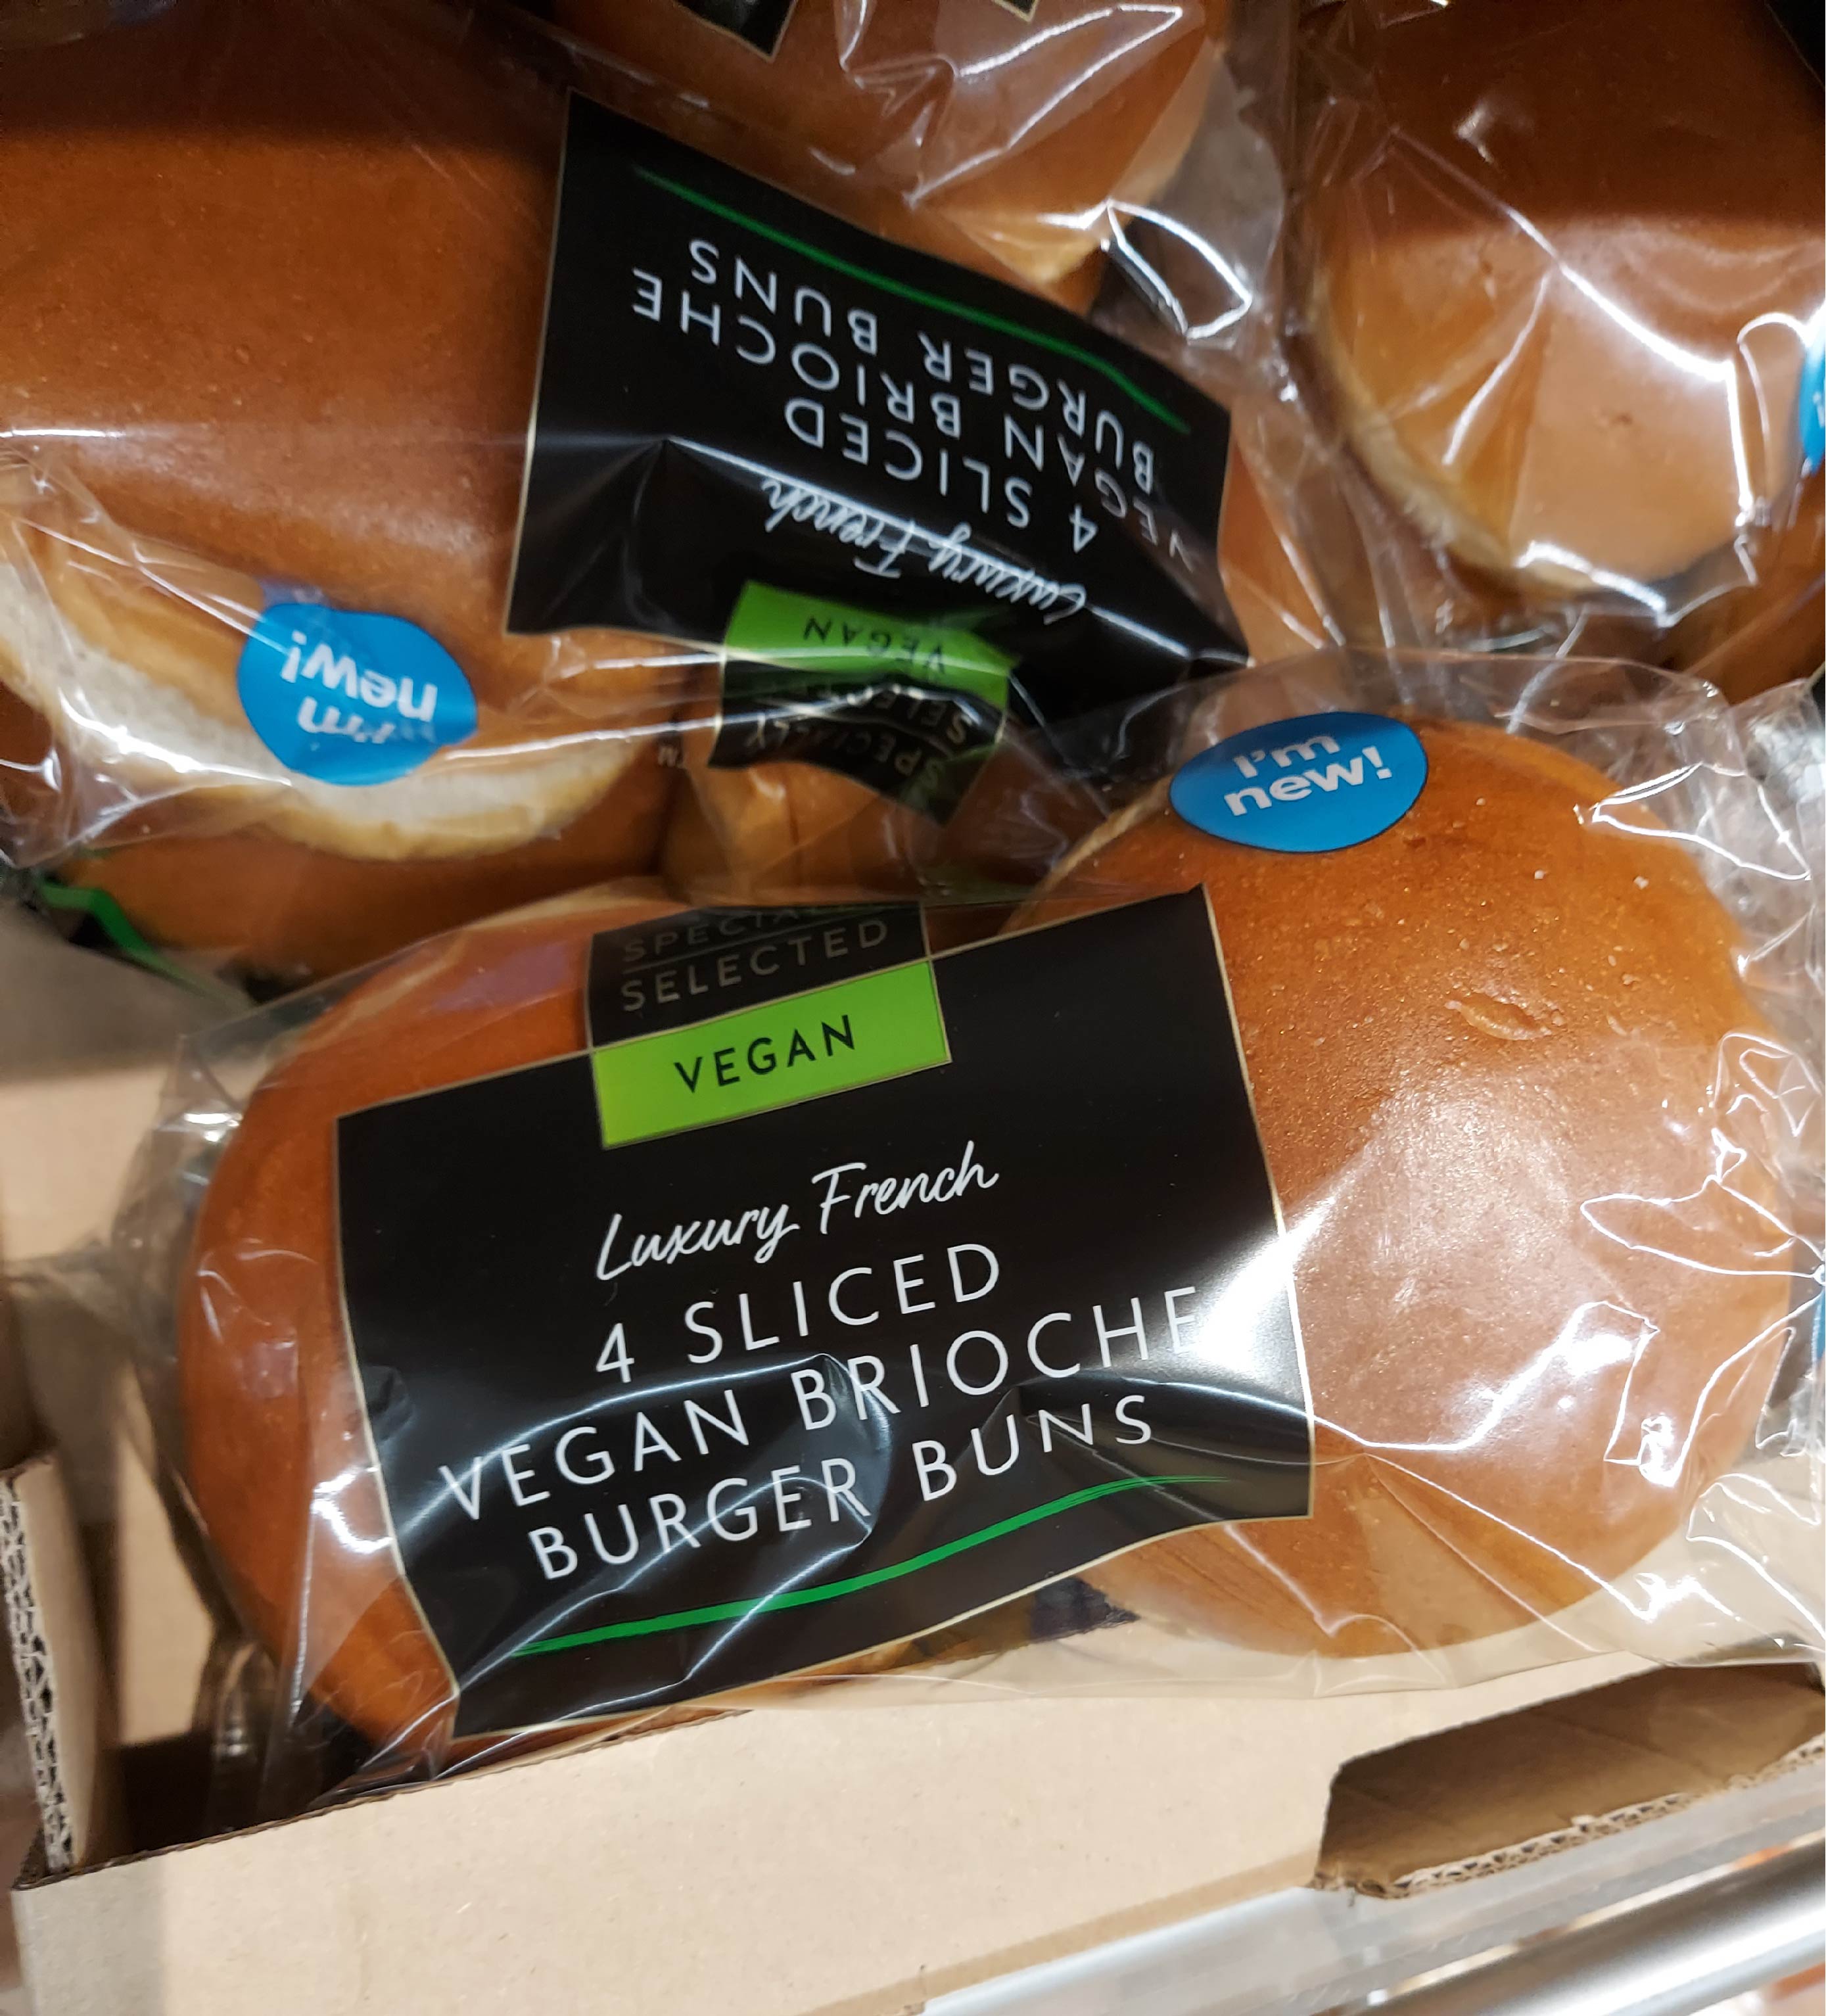 4 SLICED
VEGAN BRIOCHE
BURGER BUNS
Luxury French
VEGAN
SPECIALLY
I'm
new!
TM
I'm
new!
SELECTED
VEGAN
Luxury French
4 SLICED
VEGAN BRIOCHE
BURGER BUNS